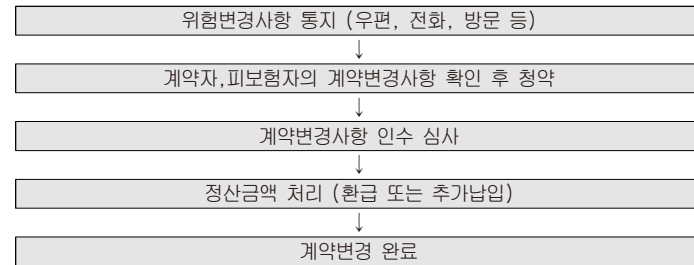 위험변경사항 통지 (우편, 전화, 방문 등)
↓
계약자,피보험자의 계약변경사항 확인 후 청약
↓
계약변경사항 인수 심사
↓
정산금액 처리 (환급 또는 추가납입)
↓
계약변경 완료